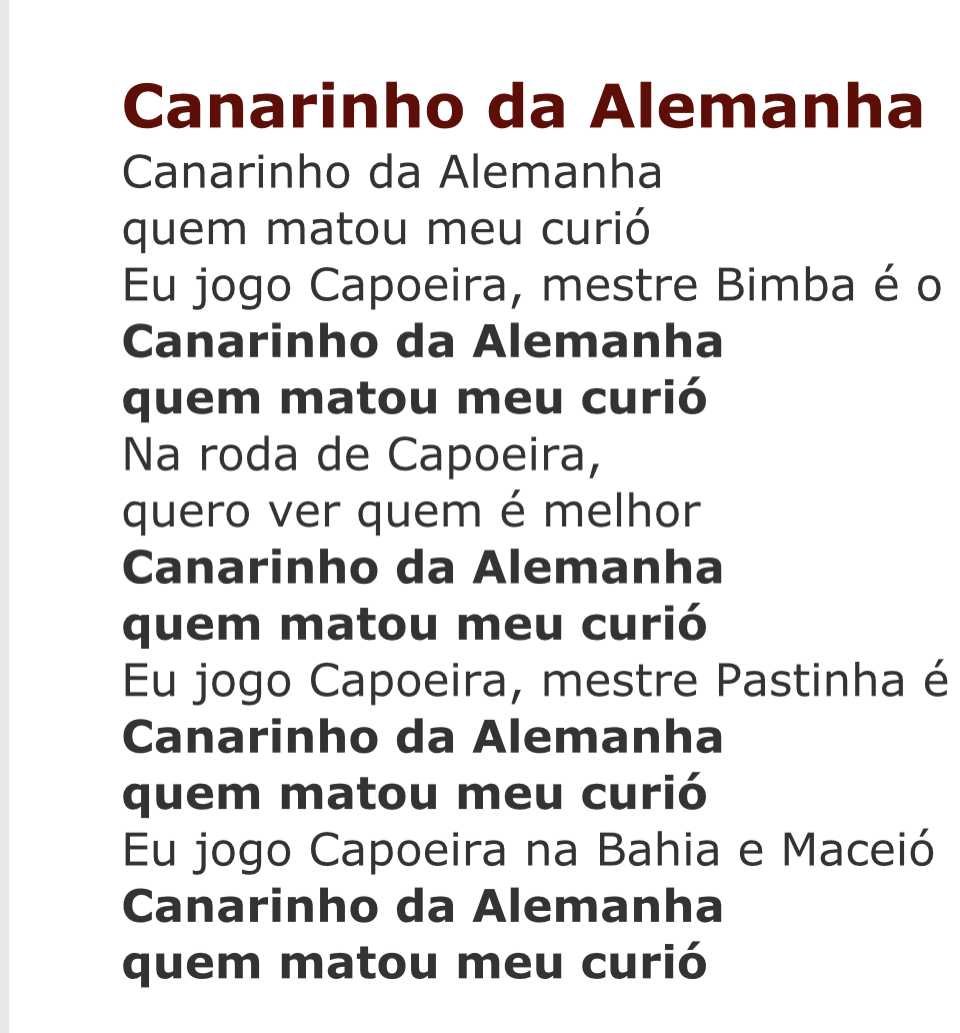 Canarinho da Alemanha
Canarinho da Alemanha
quem matou meu curió
Eu jogo Capoeira, mestre Bimba é o
Canarinho da Alemanha
quem matou meu curió
Na roda de Capoeira,
quero ver quem é melhor
Canarinho da Alemanha
quem matou meu curió
Eu jogo Capoeira, mestre Pastinha é
Canarinho da Alemanha
quem matou meu curió
Eu jogo Capoeira na Bahia e Maceió
Canarinho da Alemanha
quem matou meu curió